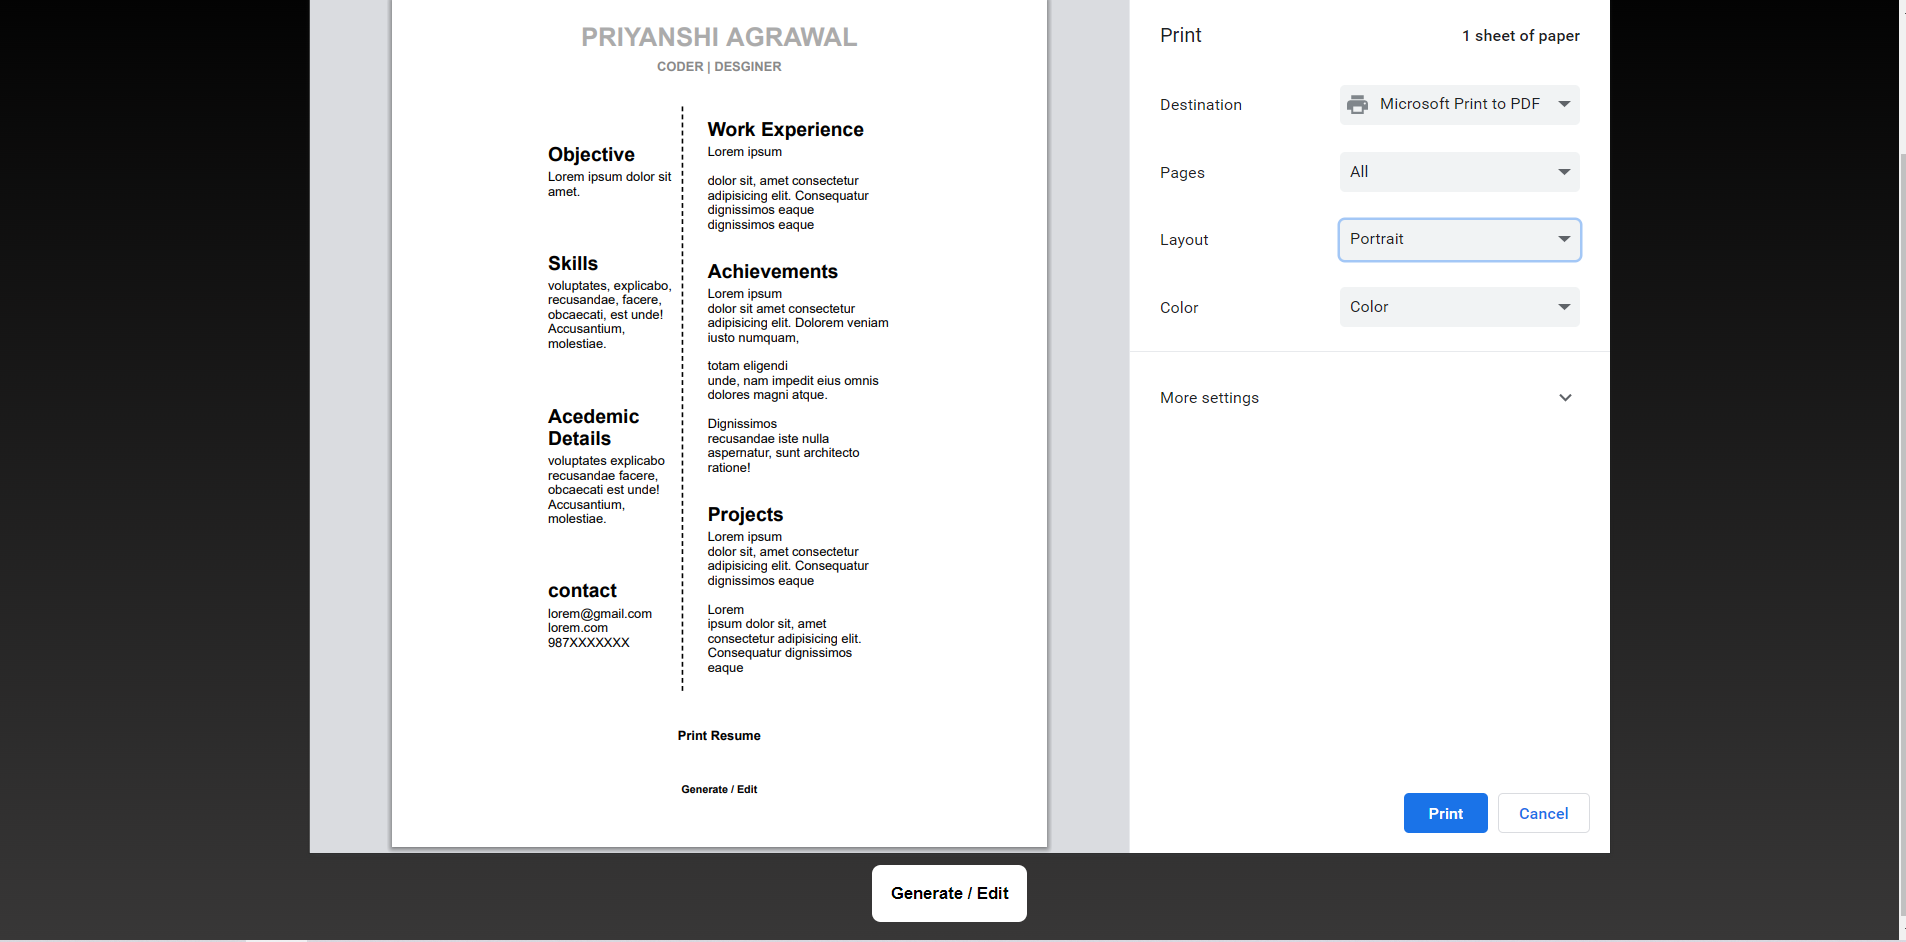 PRIYANSHI AGRAWAL
CODER | DESGINER
Objective
Lorem ipsum dolor sit
amet.
Skills
voluptates, explicabo,
recusandae, facere,
obcaecati, est unde!
Accusantium,
molestiae.
Acedemic
Details
voluptates explicabo
recusandae facere,
obcaecati est unde!
Accusantium,
molestiae.
contact
lorem@gmail.com
lorem.com
987XXXXXXX
Work Experience
Lorem ipsum
dolor sit, amet consectetur
adipisicing elit. Consequatur
dignissimos eaque
dignissimos eaque
Achievements
Lorem ipsum
dolor sit amet consectetur
adipisicing elit. Dolorem veniam
iusto numquam,
totam eligendi
unde, nam impedit eius omnis
dolores magni atque.
Dignissimos
recusandae iste nulla
aspernatur, sunt architecto
ratione!
Projects
Lorem ipsum
dolor sit, amet consectetur
adipisicing elit. Consequatur
dignissimos eaque
Lorem
ipsum dolor sit, amet
consectetur adipisicing elit.
Consequatur dignissimos
eaque
Print Resume
Generate / Edit
Print
1 sheet of paper
Destination
Microsoft Print to PDF
Pages
All
Layout
Portrait
Color
Color
More settings
Print
Cancel
Generate / Edit